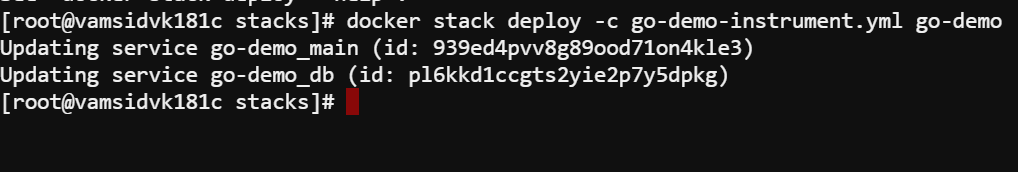 [root@vamsidvk181c stacks]# docker stack deploy -c go-demo-instrument.yml go-demo
Updating service go-demo_main (id: 939ed4pvv8g89ood71on4kle3)
Updating service go-demo_db (id: pl6kkd1ccgts2yie2p7y5dpkg)
[root@vamsidvk181c stacks]#